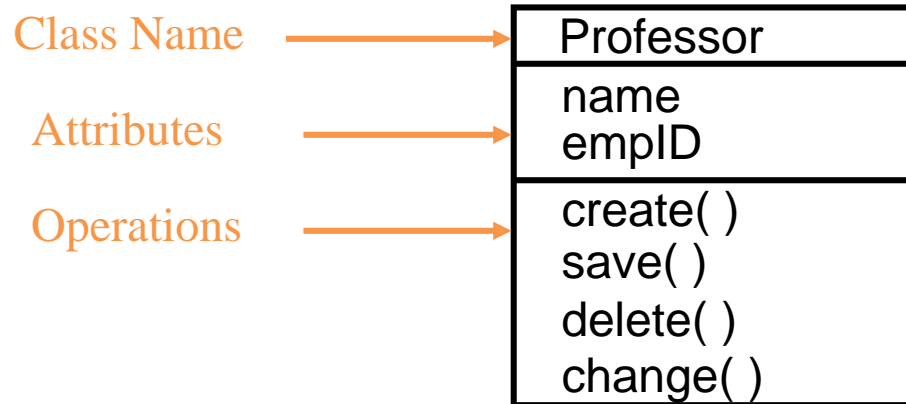 Class Name
Professor
Attributes
name
empID
Operations
create( )
save( )
delete( )
change( )